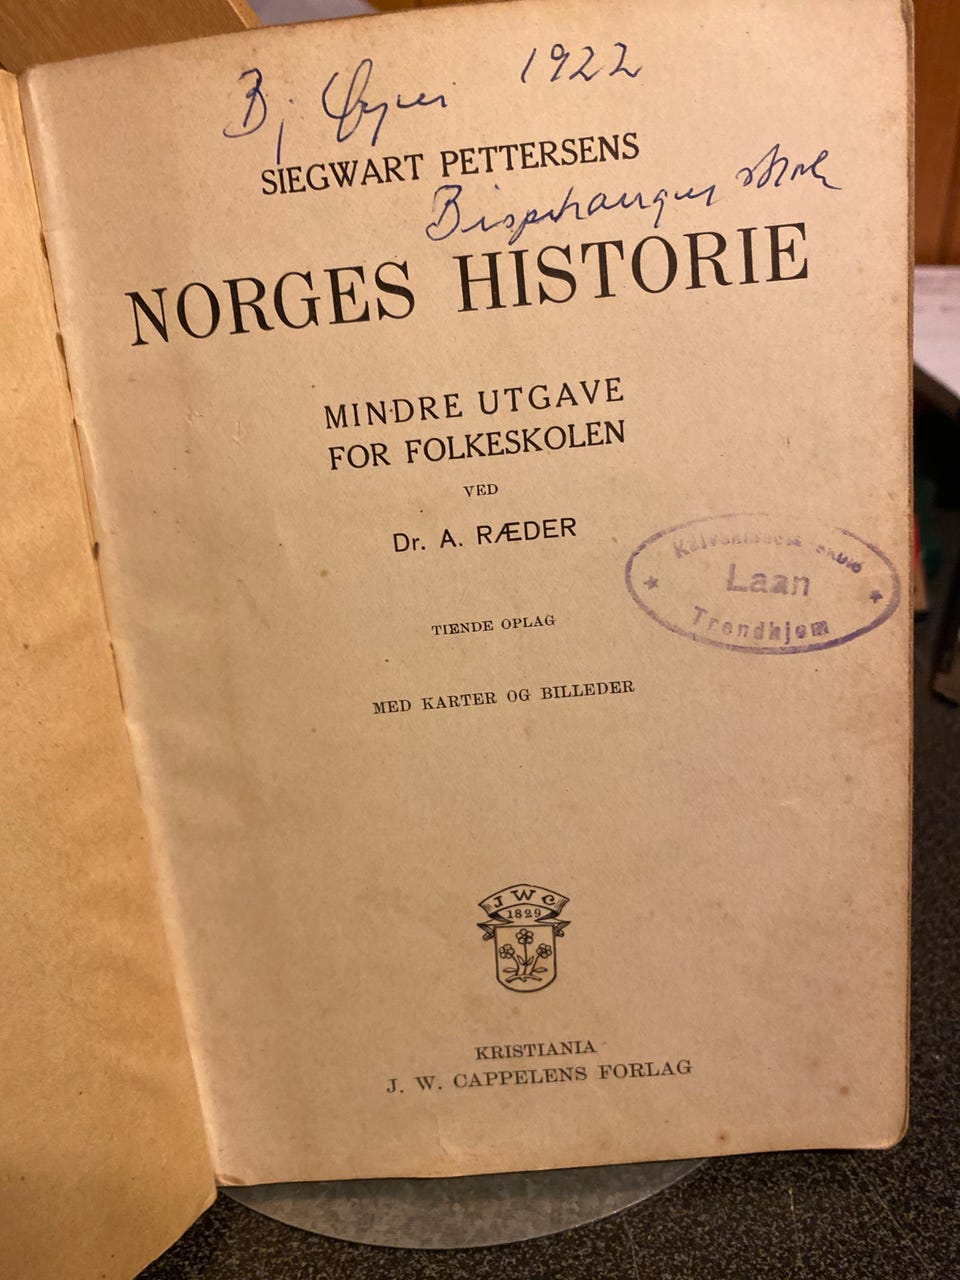 B. 1922
SIEGWART PETTERSENS
NORGES HISTORIE
MINDRE UTGAVE
FOR FOLKESKOLEN
VED
Dr. A. RÆDER
Laan
Trondhjem
TIENDE OPLAG
MED KARTER OG BILLEDER
JWC
1829
KRISTIANIA
J. W. CAPPELENS FORLAG